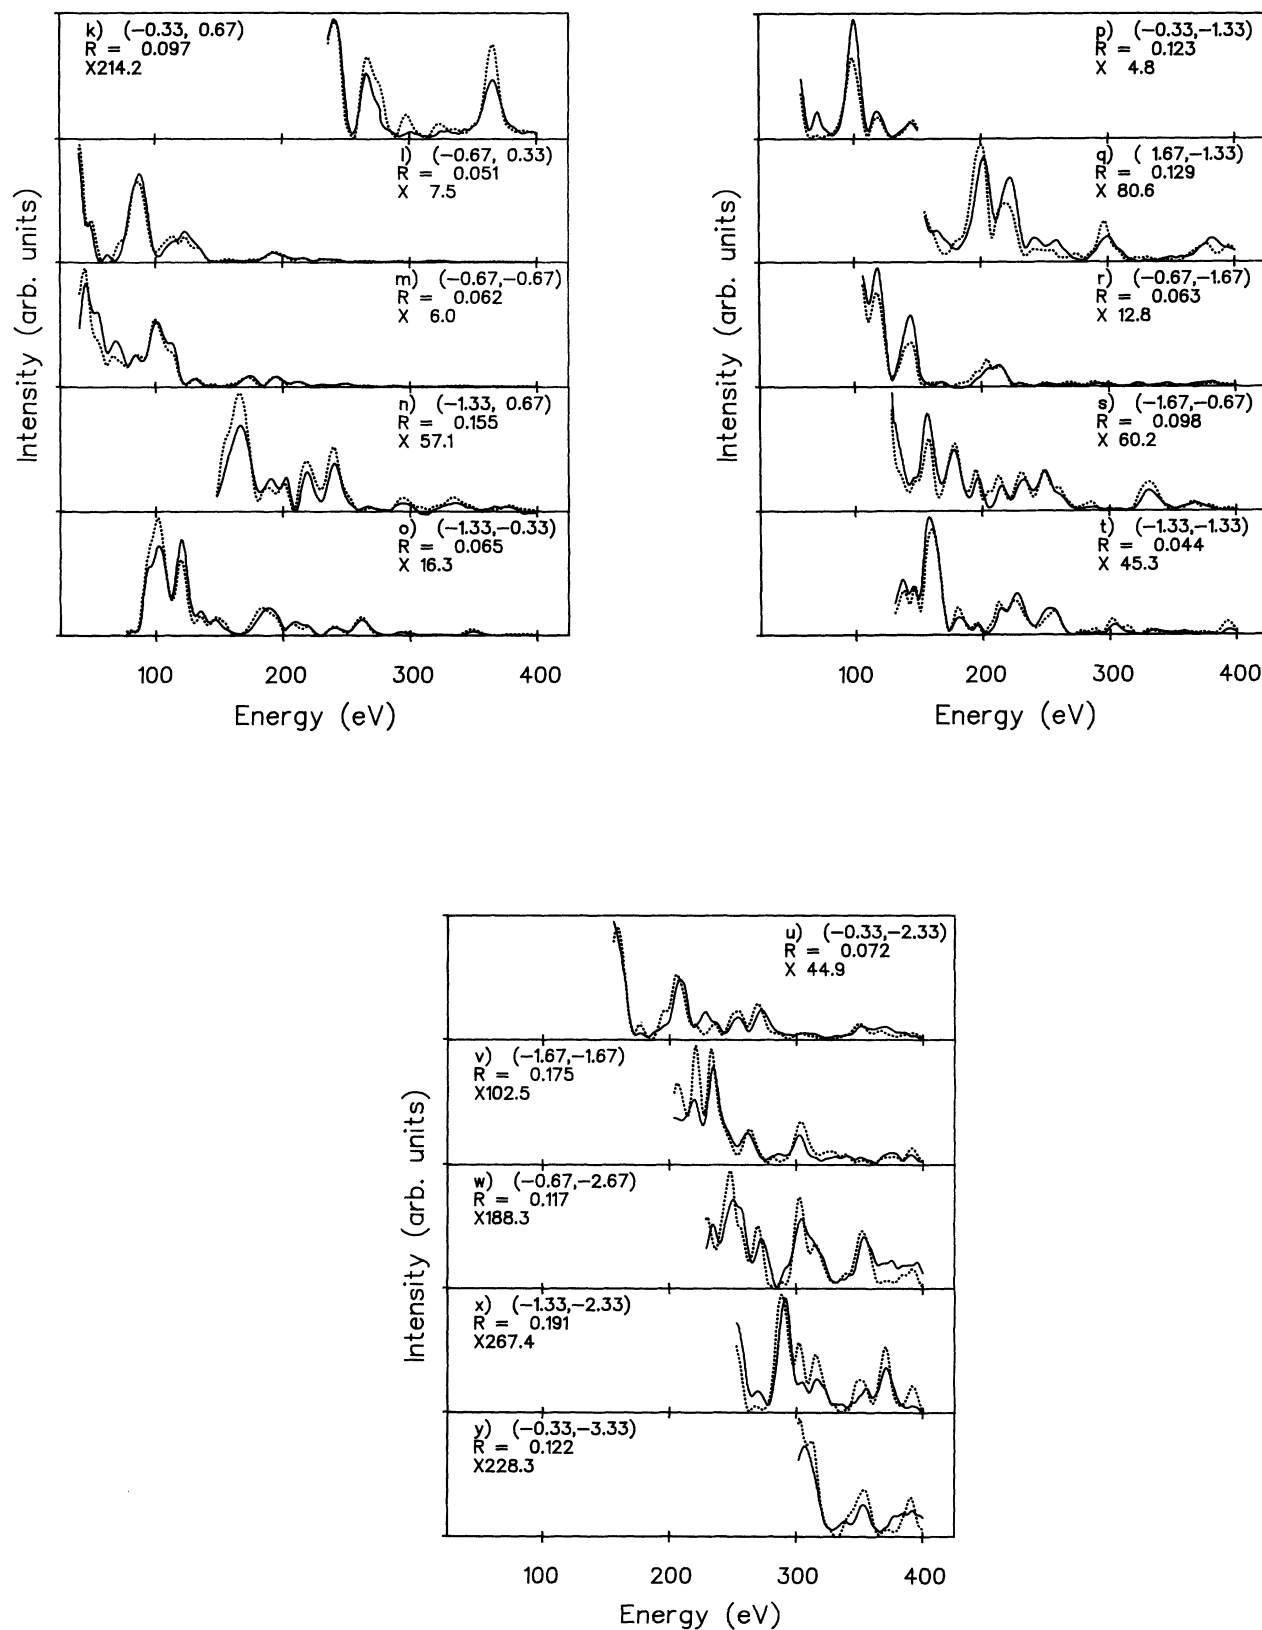 k) (−0.33, 0.67)
R = 0.097
X214.2
l) (−0.67, 0.33)
R = 0.051
X 7.5
m) (−0.67,−0.67)
R = 0.062
X 6.0
n) (−1.33, 0.67)
R = 0.155
X 57.1
o) (−1.33,−0.33)
R = 0.065
X 16.3
Intensity (arb. units)
100 200 300 400
Energy (eV)
p) (−0.33,−1.33)
R = 0.123
X 4.8
q) ( 1.67,−1.33)
R = 0.129
X 80.6
r) (−0.67,−1.67)
R = 0.063
X 12.8
s) (−1.67,−0.67)
R = 0.098
X 60.2
t) (−1.33,−1.33)
R = 0.044
X 45.3
Intensity (arb. units)
100 200 300 400
Energy (eV)
u) (−0.33,−2.33)
R = 0.072
X 44.9
v) (−1.67,−1.67)
R = 0.175
X102.5
w) (−0.67,−2.67)
R = 0.117
X188.3
x) (−1.33,−2.33)
R = 0.191
X267.4
y) (−0.33,−3.33)
R = 0.122
X228.3
Intensity (arb. units)
100 200 300 400
Energy (eV)